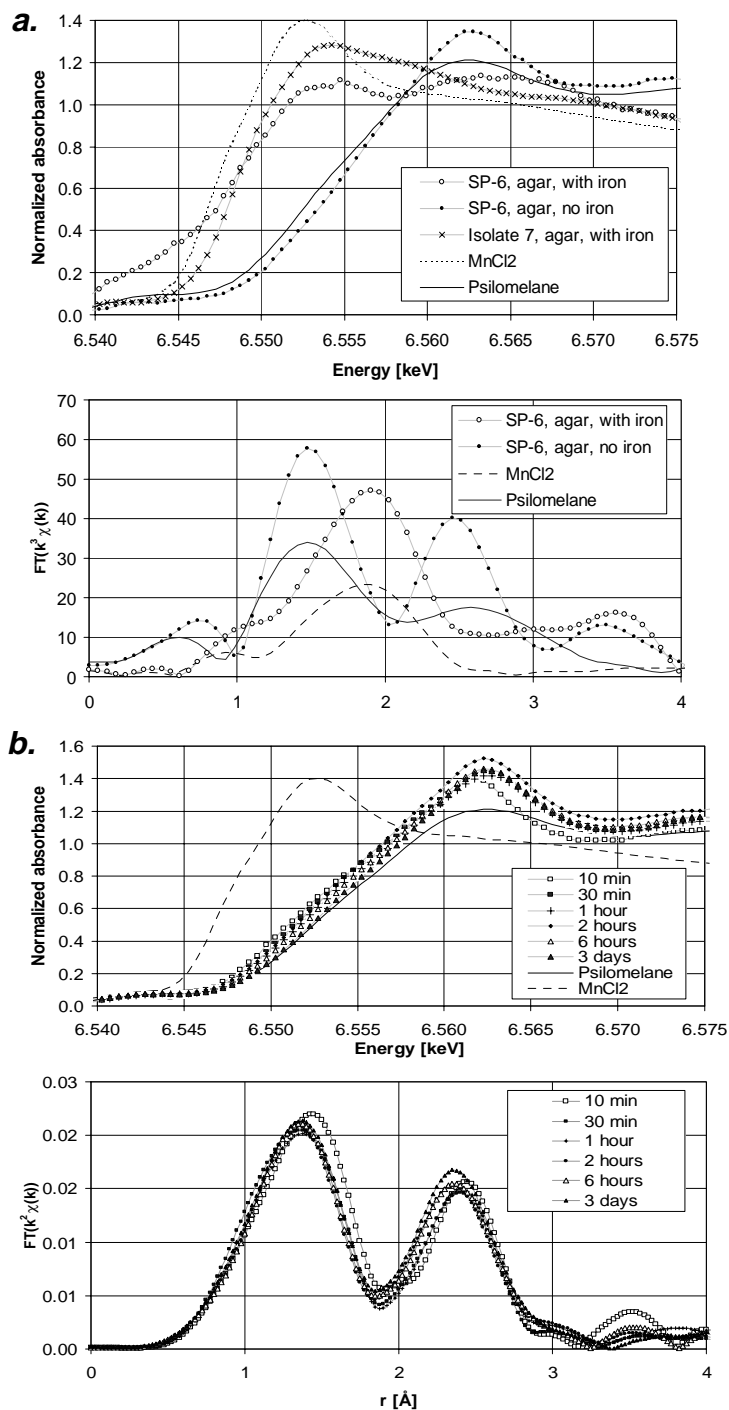 a.
Normalized absorbance
1.4
1.2
1.0
0.8
0.6
0.4
0.2
0.0
SP-6, agar, with iron
SP-6, agar, no iron
Isolate 7, agar, with iron
MnCl2
Psilomelane
6.540 6.545 6.550 6.555 6.560 6.565 6.570 6.575
Energy [keV]
FT(k³ χ(k))
70
60
50
40
30
20
10
0
SP-6, agar, with iron
SP-6, agar, no iron
MnCl2
Psilomelane
0 1 2 3 4
b.
Normalized absorbance
1.6
1.4
1.2
1.0
0.8
0.6
0.4
0.2
0.0
10 min
30 min
1 hour
2 hours
6 hours
3 days
Psilomelane
MnCl2
6.540 6.545 6.550 6.555 6.560 6.565 6.570 6.575
Energy [keV]
FT(k² χ(k))
0.03
0.02
0.02
0.01
0.01
0.00
10 min
30 min
1 hour
2 hours
6 hours
3 days
0 1 2 3 4
r [Å]